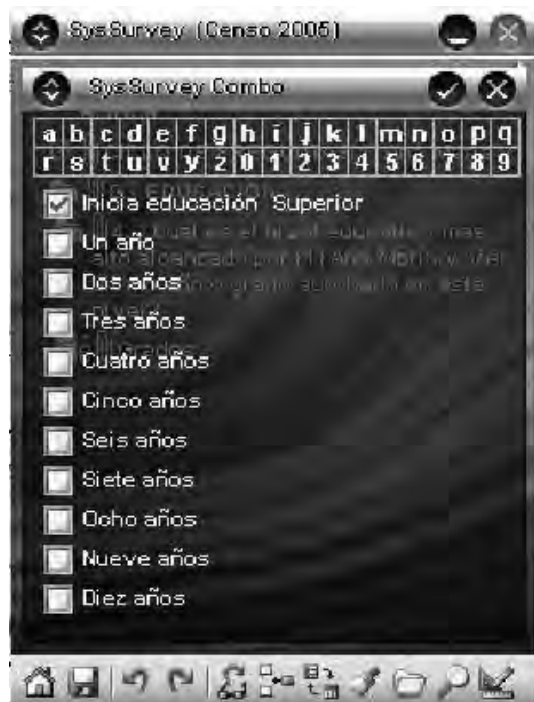 SysSurvey (Censo 2005)
SysSurvey Combo
a b c d e f g h i j k l m n o p q
r s t u v y z 0 1 2 3 4 5 6 7 8 9
Inicia educación Superior
Un año
Dos años
Tres años
Cuatro años
Cinco años
Seis años
Siete años
Ocho años
Nueve años
Diez años